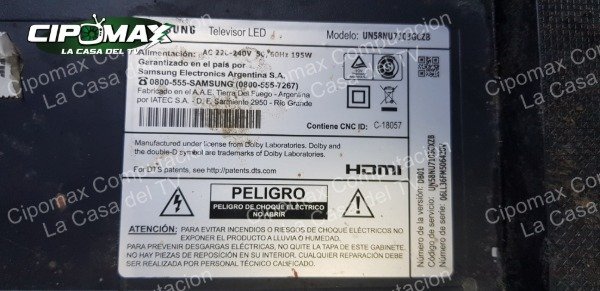 CIPOMAX
LA CASA DEL TV
SUNG Televisor LED Modelo: UN58NU7103GCZB
Alimentación: AC 220-240V 50/60Hz 195W
Garantizado en el país por
Samsung Electronics Argentina S.A.
0800-555-SAMSUNG (0800-555-7267)
Fabricado en el A.A.E. Tierra Del Fuego - Argentina
por IATEC S.A. - D. F. Sarmiento 2950 - Río Grande
Contiene CNC ID: C-18057
Manufactured under license from Dolby Laboratories. Dolby and
the double-D symbol are trademarks of Dolby Laboratories.
For DTS patents, see http://patents.dts.com
HDMI
PELIGRO
PELIGRO DE CHOQUE ELÉCTRICO
NO ABRIR
ATENCIÓN: PARA EVITAR INCENDIOS O RIESGOS DE CHOQUE ELÉCTRICOS NO
EXPONER EL PRODUCTO A LLUVIA O HUMEDAD.
PARA PREVENIR DESCARGAS ELÉCTRICAS, NO QUITA LA TAPA DE ESTE GABINETE.
NO HAY PIEZAS DE REPOSICIÓN EN EL INTERIOR. CUALQUIER REPARACIÓN DEBE
SER REALIZADA POR PERSONAL TÉCNICO CALIFICADO.
Número de la versión: DB01
Código de servicio: UN58NU7103GXZB
Número de serie:
Cipomax Computacion
La Casa del TV